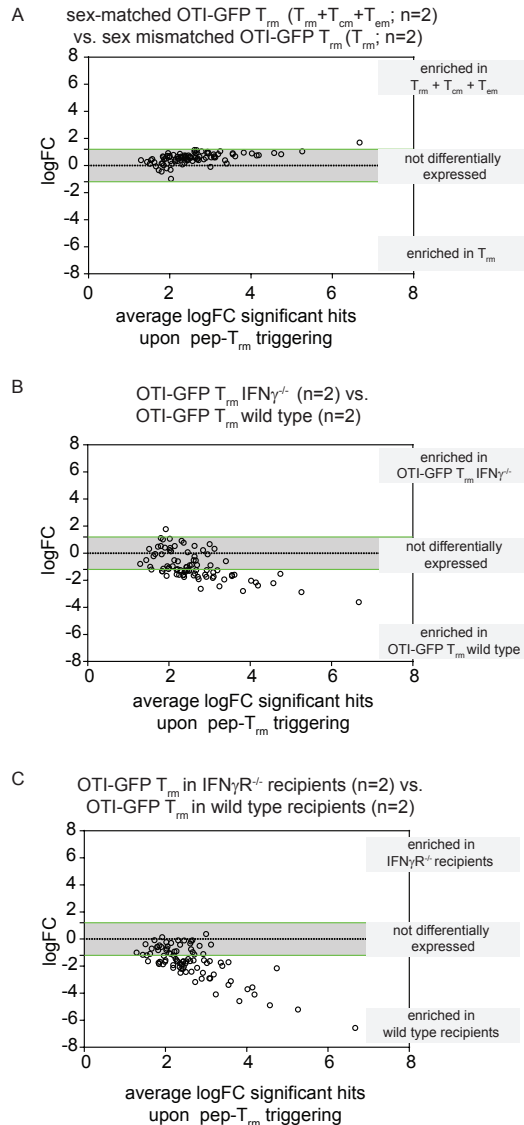 A
sex-matched OTI-GFP Trm (Trm+Tcm+Tem; n=2)
vs. sex mismatched OTI-GFP Trm (Trm; n=2)
8
6
4
2
0
-2
-4
-6
-8
logFC
enriched in
Trm + Tcm + Tem
not differentially
expressed
enriched in Trm
0 2 4 6 8
average logFC significant hits
upon pep-Trm triggering
B
OTI-GFP Trm IFNγ-/- (n=2) vs.
OTI-GFP Trm wild type (n=2)
8
6
4
2
0
-2
-4
-6
-8
logFC
enriched in
OTI-GFP Trm IFNγ-/-
not differentially
expressed
enriched in
OTI-GFP Trm wild type
0 2 4 6 8
average logFC significant hits
upon pep-Trm triggering
C
OTI-GFP Trm in IFNγR-/- recipients (n=2) vs.
OTI-GFP Trm in wild type recipients (n=2)
8
6
4
2
0
-2
-4
-6
-8
logFC
enriched in
IFNγR-/- recipients
not differentially
expressed
enriched in
wild type recipients
0 2 4 6 8
average logFC significant hits
upon pep-Trm triggering